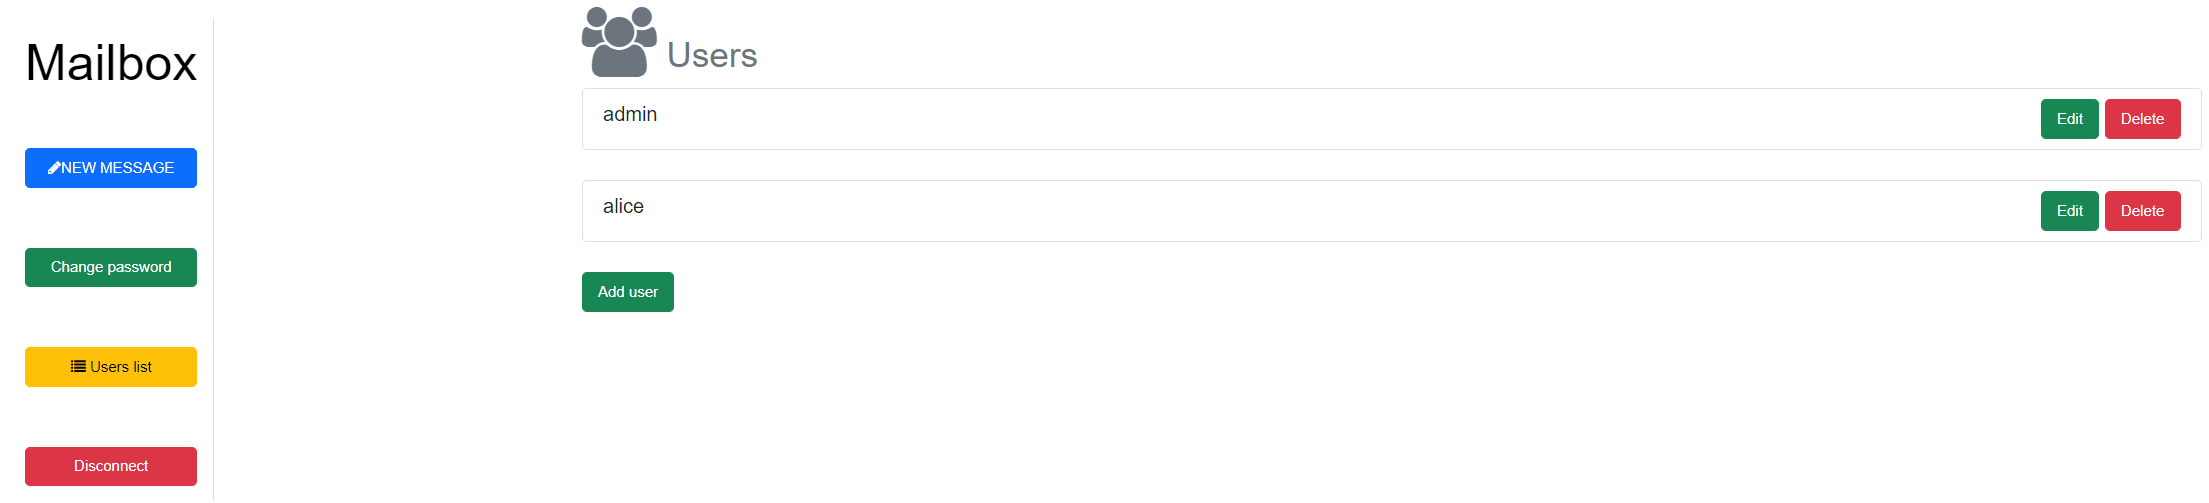 Mailbox
NEW MESSAGE
Change password
Users list
Disconnect
Users
admin
Edit Delete
alice
Edit Delete
Add user